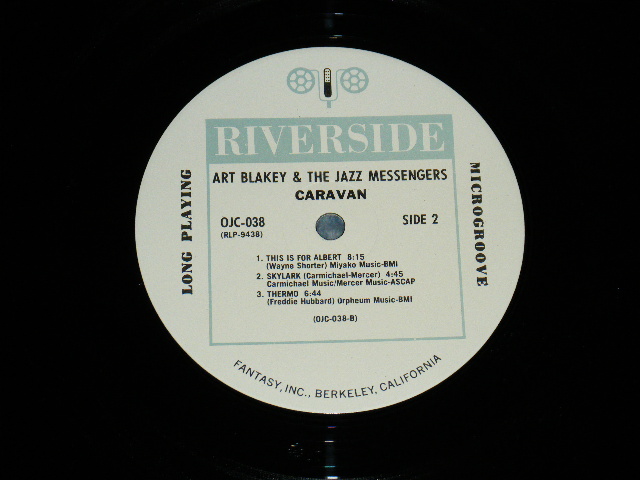 RIVERSIDE
ART BLAKEY & THE JAZZ MESSENGERS
CARAVAN
OJC-038
(RLP-9438)
SIDE 2
LONG PLAYING
MICROGROOVE
1. THIS IS FOR ALBERT 8:15
(Wayne Shorter) Miyako Music-BMI
2. SKYLARK (Carmichael-Mercer) 4:45
Carmichael Music/Mercer Music-ASCAP
3. THERMO 6:44
(Freddie Hubbard) Orpheum Music-BMI
(OJC-038-B)
FANTASY, INC., BERKELEY, CALIFORNIA